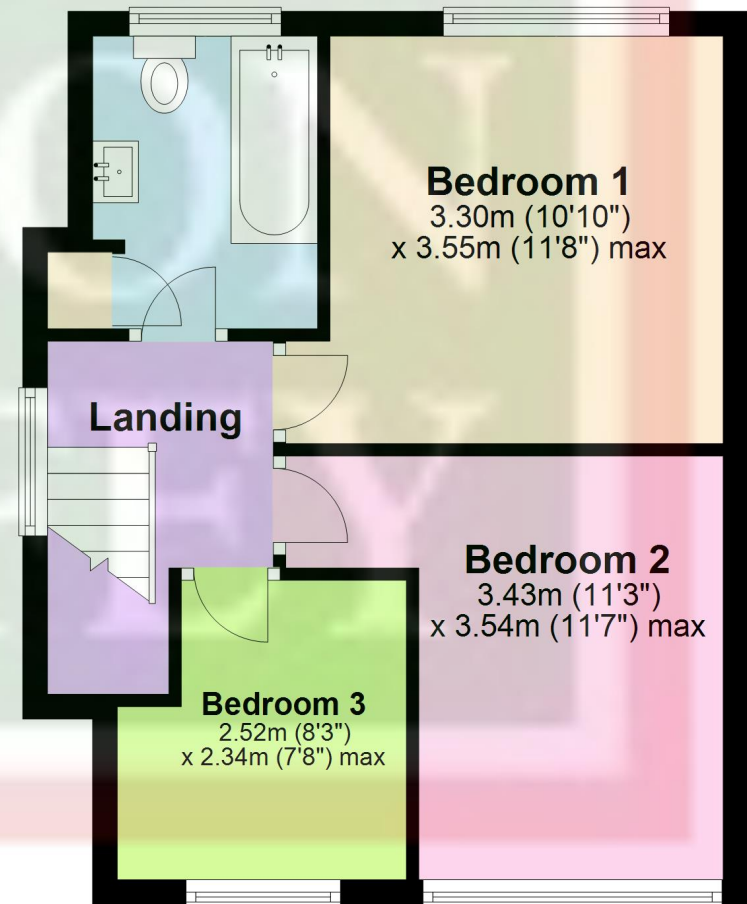 Bedroom 1
3.30m (10'10")
x 3.55m (11'8") max
Landing
Bedroom 2
3.43m (11'3")
x 3.54m (11'7") max
Bedroom 3
2.52m (8'3")
x 2.34m (7'8") max